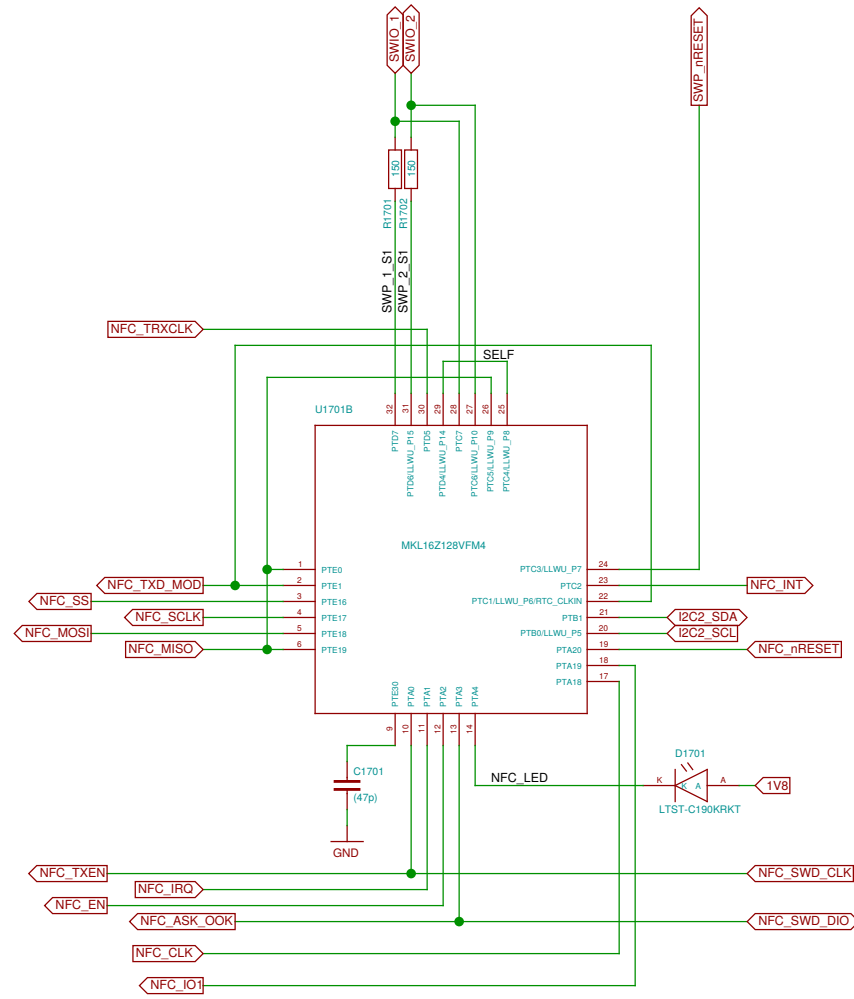 SWIO_1
SWIO_2
SWP_nRESET
150
150
R1701
R1702
SWP_1_S1
SWP_2_S1
NFC_TRXCLK
SELF
U1701B
32
31
30
29
28
27
26
25
PTD7
PTD6/LLWU_P15
PTD5
PTD4/LLWU_P14
PTC7
PTC6/LLWU_P10
PTC5/LLWU_P9
PTC4/LLWU_P8
MKL16Z128VFM4
1
PTE0
NFC_TXD_MOD
2
PTE1
NFC_SS
3
PTE16
NFC_SCLK
4
PTE17
NFC_MOSI
5
PTE18
NFC_MISO
6
PTE19
PTC3/LLWU_P7
24
PTC2
23
NFC_INT
PTC1/LLWU_P6/RTC_CLKIN
22
PTB1
21
I2C2_SDA
PTB0/LLWU_P5
20
I2C2_SCL
PTA20
19
NFC_nRESET
PTA19
18
PTA18
17
PTE30
PTA0
PTA1
PTA2
PTA3
PTA4
9
10
11
12
13
14
C1701
(47p)
GND
NFC_LED
D1701
K
K
A
A
1V8
LTST-C190KRKT
NFC_TXEN
NFC_SWD_CLK
NFC_IRQ
NFC_EN
NFC_ASK_OOK
NFC_SWD_DIO
NFC_CLK
NFC_IO1